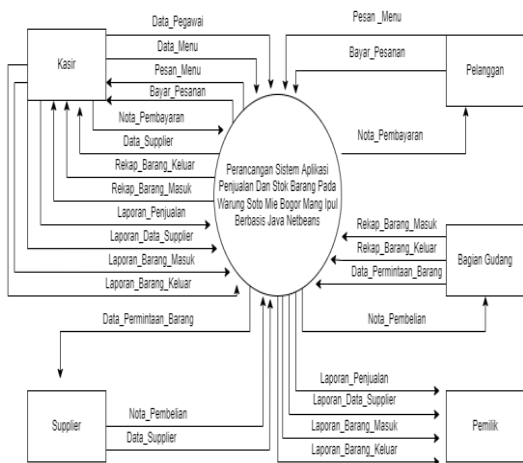 Data_Pegawai
Data_Menu
Pesan_Menu
Bayar_Pesanan
Kasir
Nota_Pembayaran
Data_Supplier
Rekap_Barang_Keluar
Rekap_Barang_Masuk
Laporan_Penjualan
Laporan_Data_Supplier
Laporan_Barang_Masuk
Laporan_Barang_Keluar
Pesan _Menu
Bayar_Pesanan
Pelanggan
Nota_Pembayaran
Perancangan Sistem Aplikasi
Penjualan Dan Stok Barang Pada
Warung Soto Mie Bogor Mang Ipul
Berbasis Java Netbeans
Rekap_Barang_Masuk
Rekap_Barang_Keluar
Data_Permintaan_Barang
Bagian Gudang
Nota_Pembelian
Data_Permintaan_Barang
Supplier
Nota_Pembelian
Data_Supplier
Laporan_Penjualan
Laporan_Data_Supplier
Laporan_Barang_Masuk
Laporan_Barang_Keluar
Pemilik